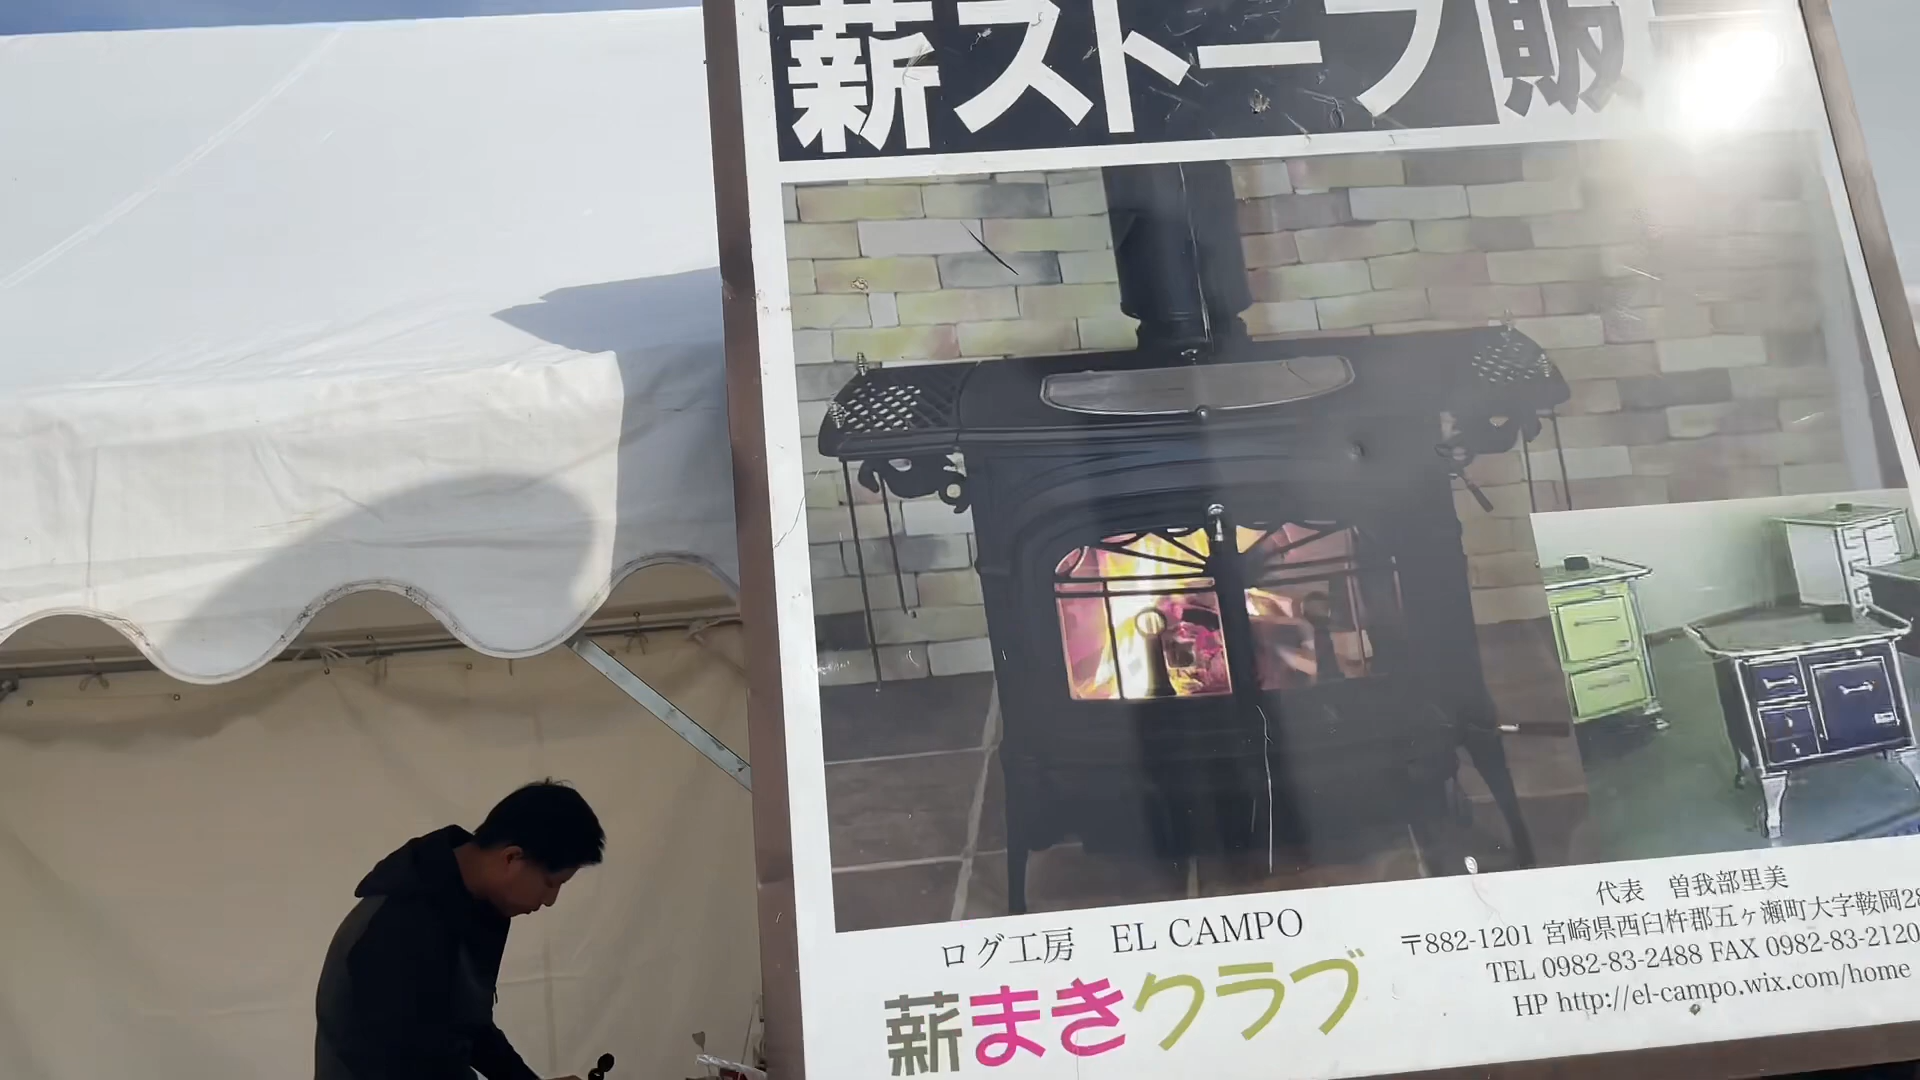 薪ストーブ販
ログ工房 EL CAMPO
薪まきクラブ
代表 曽我部里美
〒882-1201 宮崎県西臼杵郡五ヶ瀬町大字鞍岡28
TEL 0982-83-2488 FAX 0982-83-2120
HP http://el-campo.wix.com/home